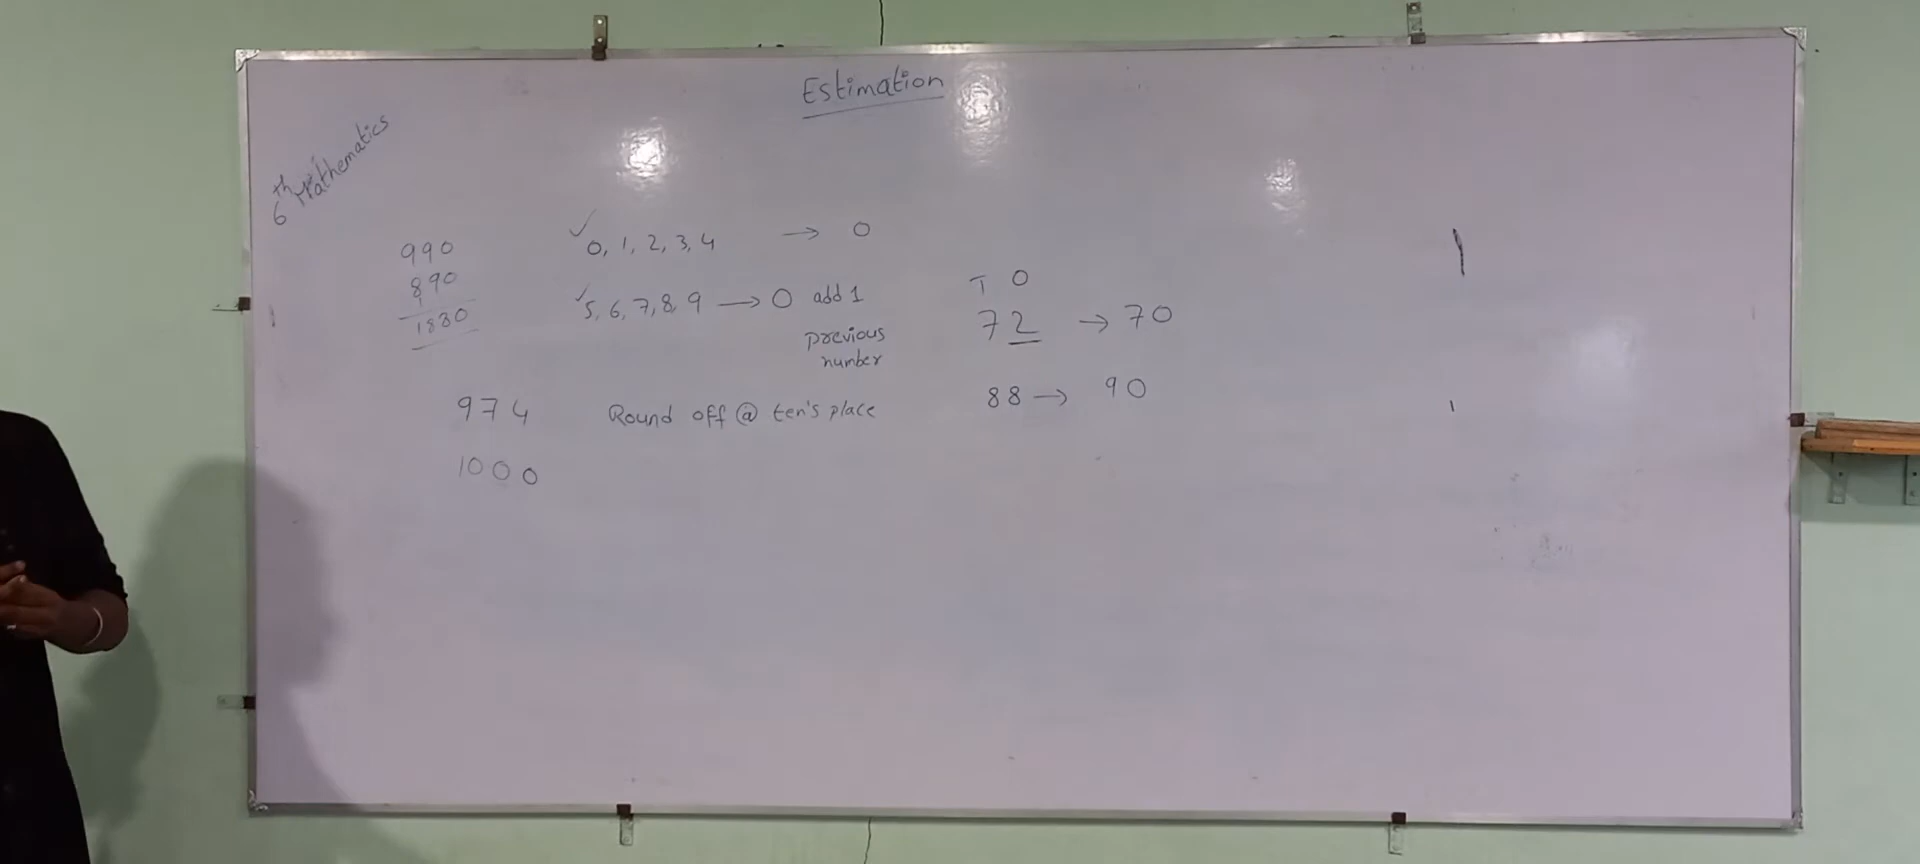 Estimation
6th Mathematics
990
890
1830
0, 1, 2, 3, 4 → 0
5, 6, 7, 8, 9 → 0 add 1
previous
number
T O
72 → 70
88 → 90
974 Round off @ ten's place
1000